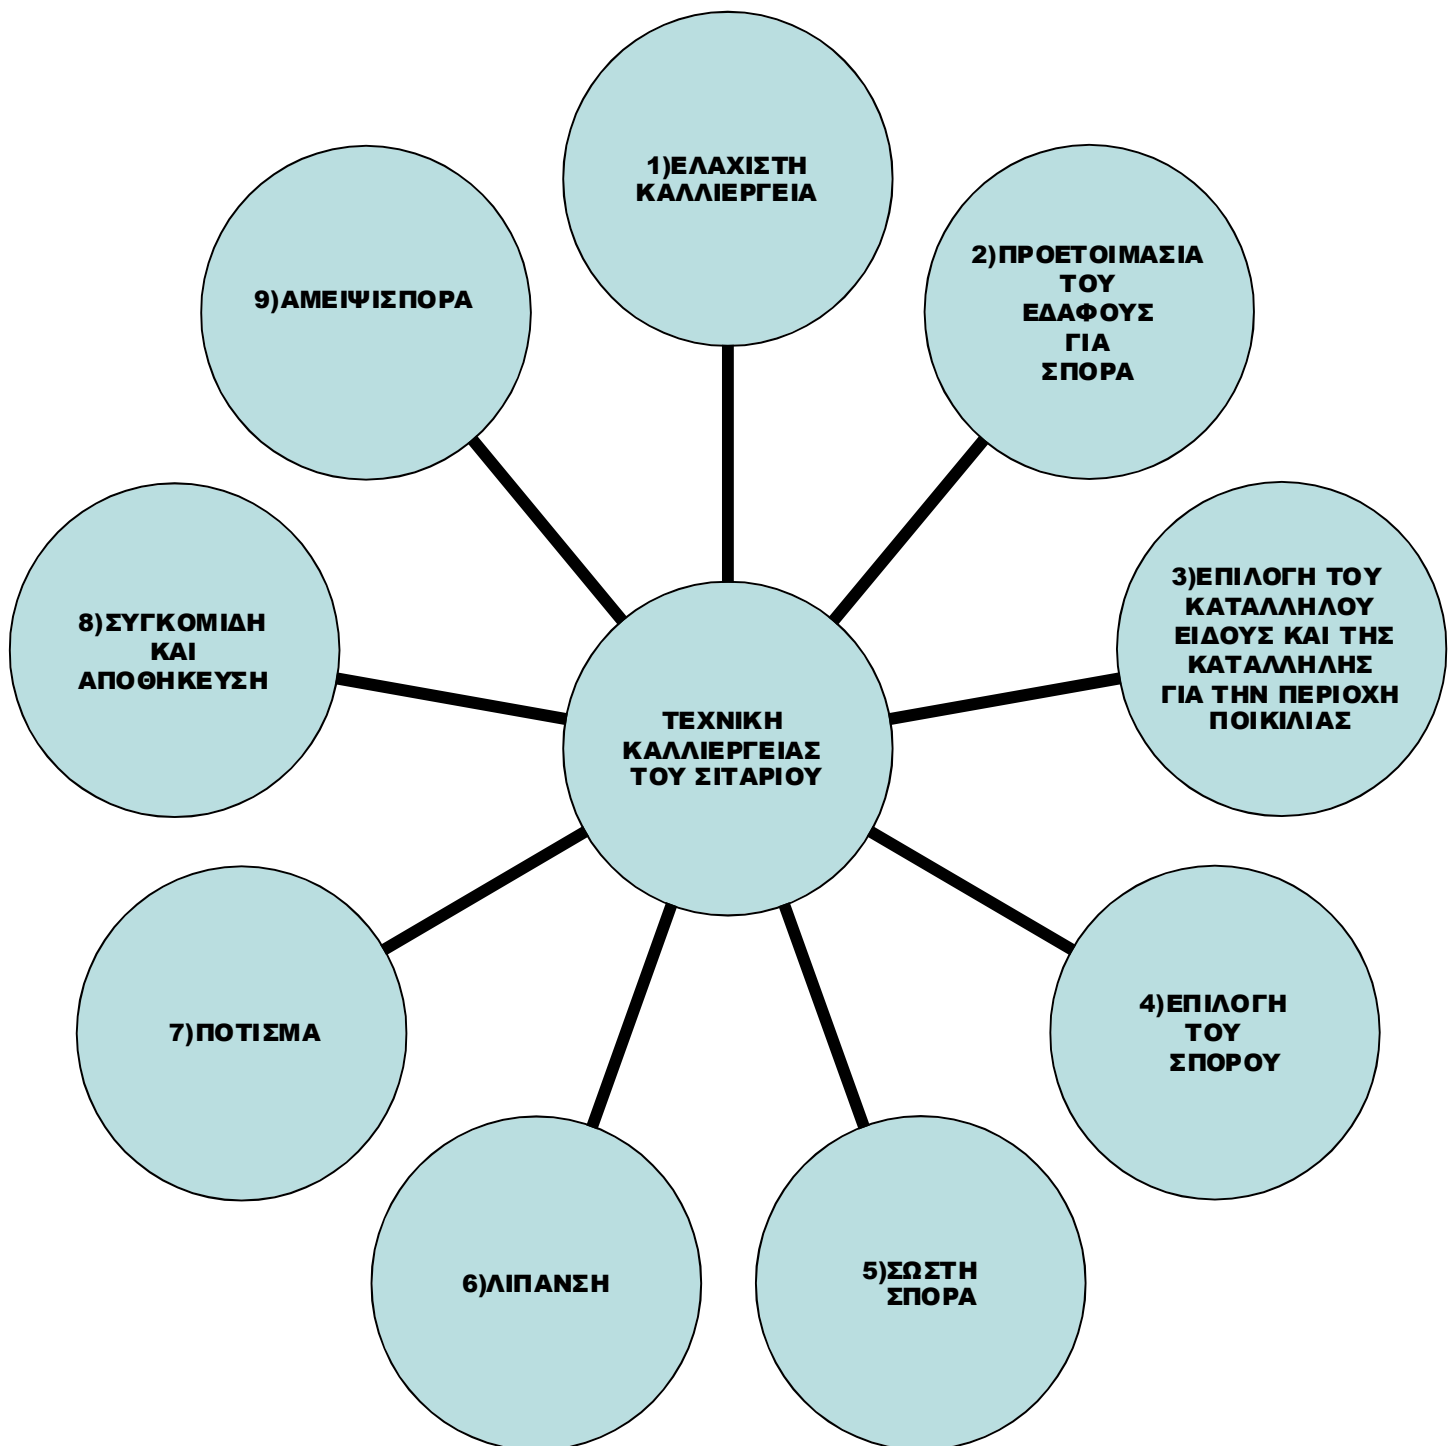 1)ΕΛΑΧΙΣΤΗ
ΚΑΛΛΙΕΡΓΕΙΑ
2)ΠΡΟΕΤΟΙΜΑΣΙΑ
ΤΟΥ
ΕΔΑΦΟΥΣ
ΓΙΑ
ΣΠΟΡΑ
3)ΕΠΙΛΟΓΗ ΤΟΥ
ΚΑΤΑΛΛΗΛΟΥ
ΕΙΔΟΥΣ ΚΑΙ ΤΗΣ
ΚΑΤΑΛΛΗΛΗΣ
ΓΙΑ ΤΗΝ ΠΕΡΙΟΧΗ
ΠΟΙΚΙΛΙΑΣ
4)ΕΠΙΛΟΓΗ
ΤΟΥ
ΣΠΟΡΟΥ
5)ΣΩΣΤΗ
ΣΠΟΡΑ
6)ΛΙΠΑΝΣΗ
7)ΠΟΤΙΣΜΑ
8)ΣΥΓΚΟΜΙΔΗ
ΚΑΙ
ΑΠΟΘΗΚΕΥΣΗ
9)ΑΜΕΙΨΙΣΠΟΡΑ
ΤΕΧΝΙΚΗ
ΚΑΛΛΙΕΡΓΕΙΑΣ
ΤΟΥ ΣΙΤΑΡΙΟΥ